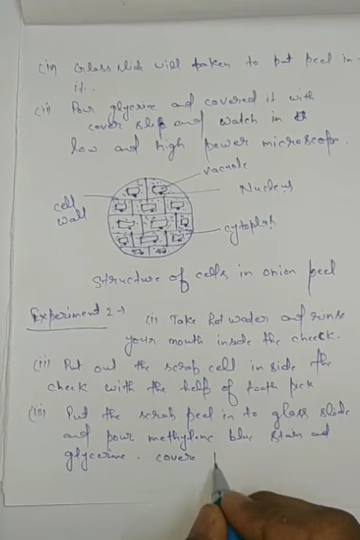 (iv) Glass slide will taken to put peel in
it.
(ii) Pour glycerine and covered it with
cover slip and watch in
low and high power microscope.
vacuole
Nucleus
cell
wall
cytoplas
Structure of cells in onion peel
Experiment 2→ (i) Take hot water and rinse
your mouth inside the cheek.
(ii) Put out the scrab cell in side the
cheek with the help of tooth pick
(iii) Put the scrab peel in to glass slide
and pour methylene blue stain and
glycerine. cover